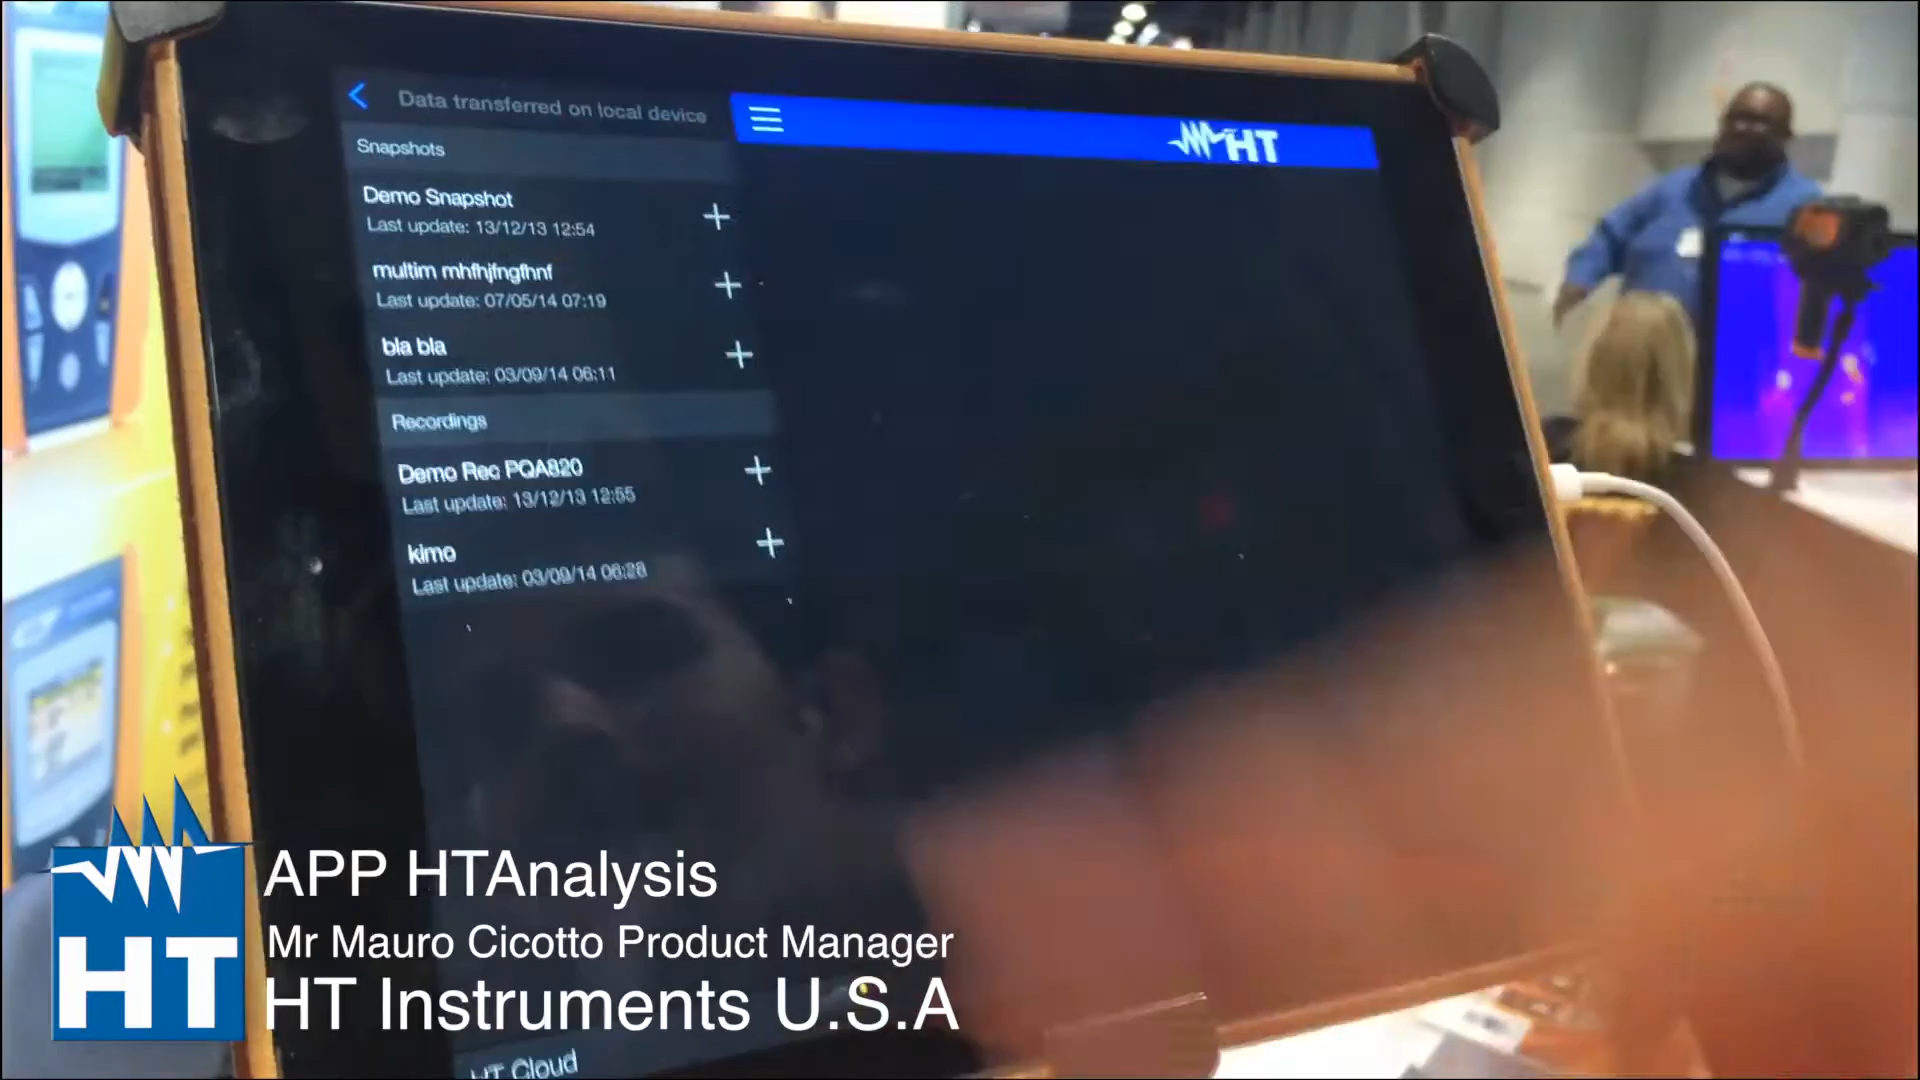 Data transferred on local device
HT
Snapshots
Demo Snapshot
Last update: 13/12/13 12:54
multim mhfhjfngfhnf
Last update: 07/05/14 07:19
bla bla
Last update: 03/09/14 06:11
Recordings
Demo Rec PQA820
Last update: 13/12/13 12:55
kimo
Last update: 03/09/14 06:28
HT Cloud
HT
APP HTAnalysis
Mr Mauro Cicotto Product Manager
HT Instruments U.S.A